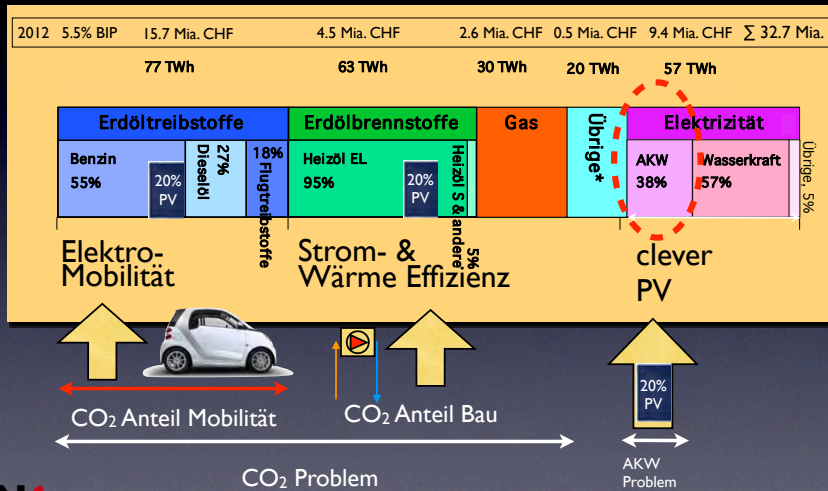 2012 5.5% BIP 15.7 Mia. CHF 4.5 Mia. CHF 2.6 Mia. CHF 0.5 Mia. CHF 9.4 Mia. CHF ∑ 32.7 Mia.
77 TWh 63 TWh 30 TWh 20 TWh 57 TWh
Erdöltreibstoffe
Benzin
55%
20%
PV
27%
Dieselöl
18%
Flugtreibstoffe
Erdölbrennstoffe
Heizöl EL
95%
20%
PV
Heizöl S & andere
5%
Gas
Übrige*
Elektrizität
AKW
38%
Wasserkraft
57%
Übrige, 5%
Elektro-
Mobilität
Strom- &
Wärme Effizienz
clever
PV
20%
PV
CO2 Anteil Mobilität
CO2 Anteil Bau
CO2 Problem
AKW
Problem